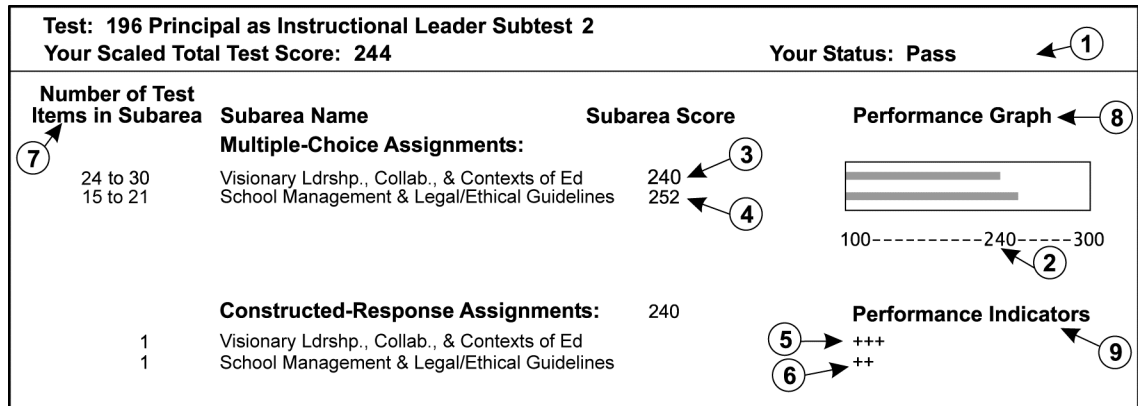 Test: 196 Principal as Instructional Leader Subtest 2
Your Scaled Total Test Score: 244 Your Status: Pass 1
Number of Test
Items in Subarea Subarea Name Subarea Score Performance Graph 8
7 Multiple-Choice Assignments: 3
24 to 30 Visionary Ldrshp., Collab., & Contexts of Ed 240
15 to 21 School Management & Legal/Ethical Guidelines 252 4
100------------240------300
2
Constructed-Response Assignments: 240 Performance Indicators
1 Visionary Ldrshp., Collab., & Contexts of Ed 5 +++ 9
1 School Management & Legal/Ethical Guidelines 6 ++